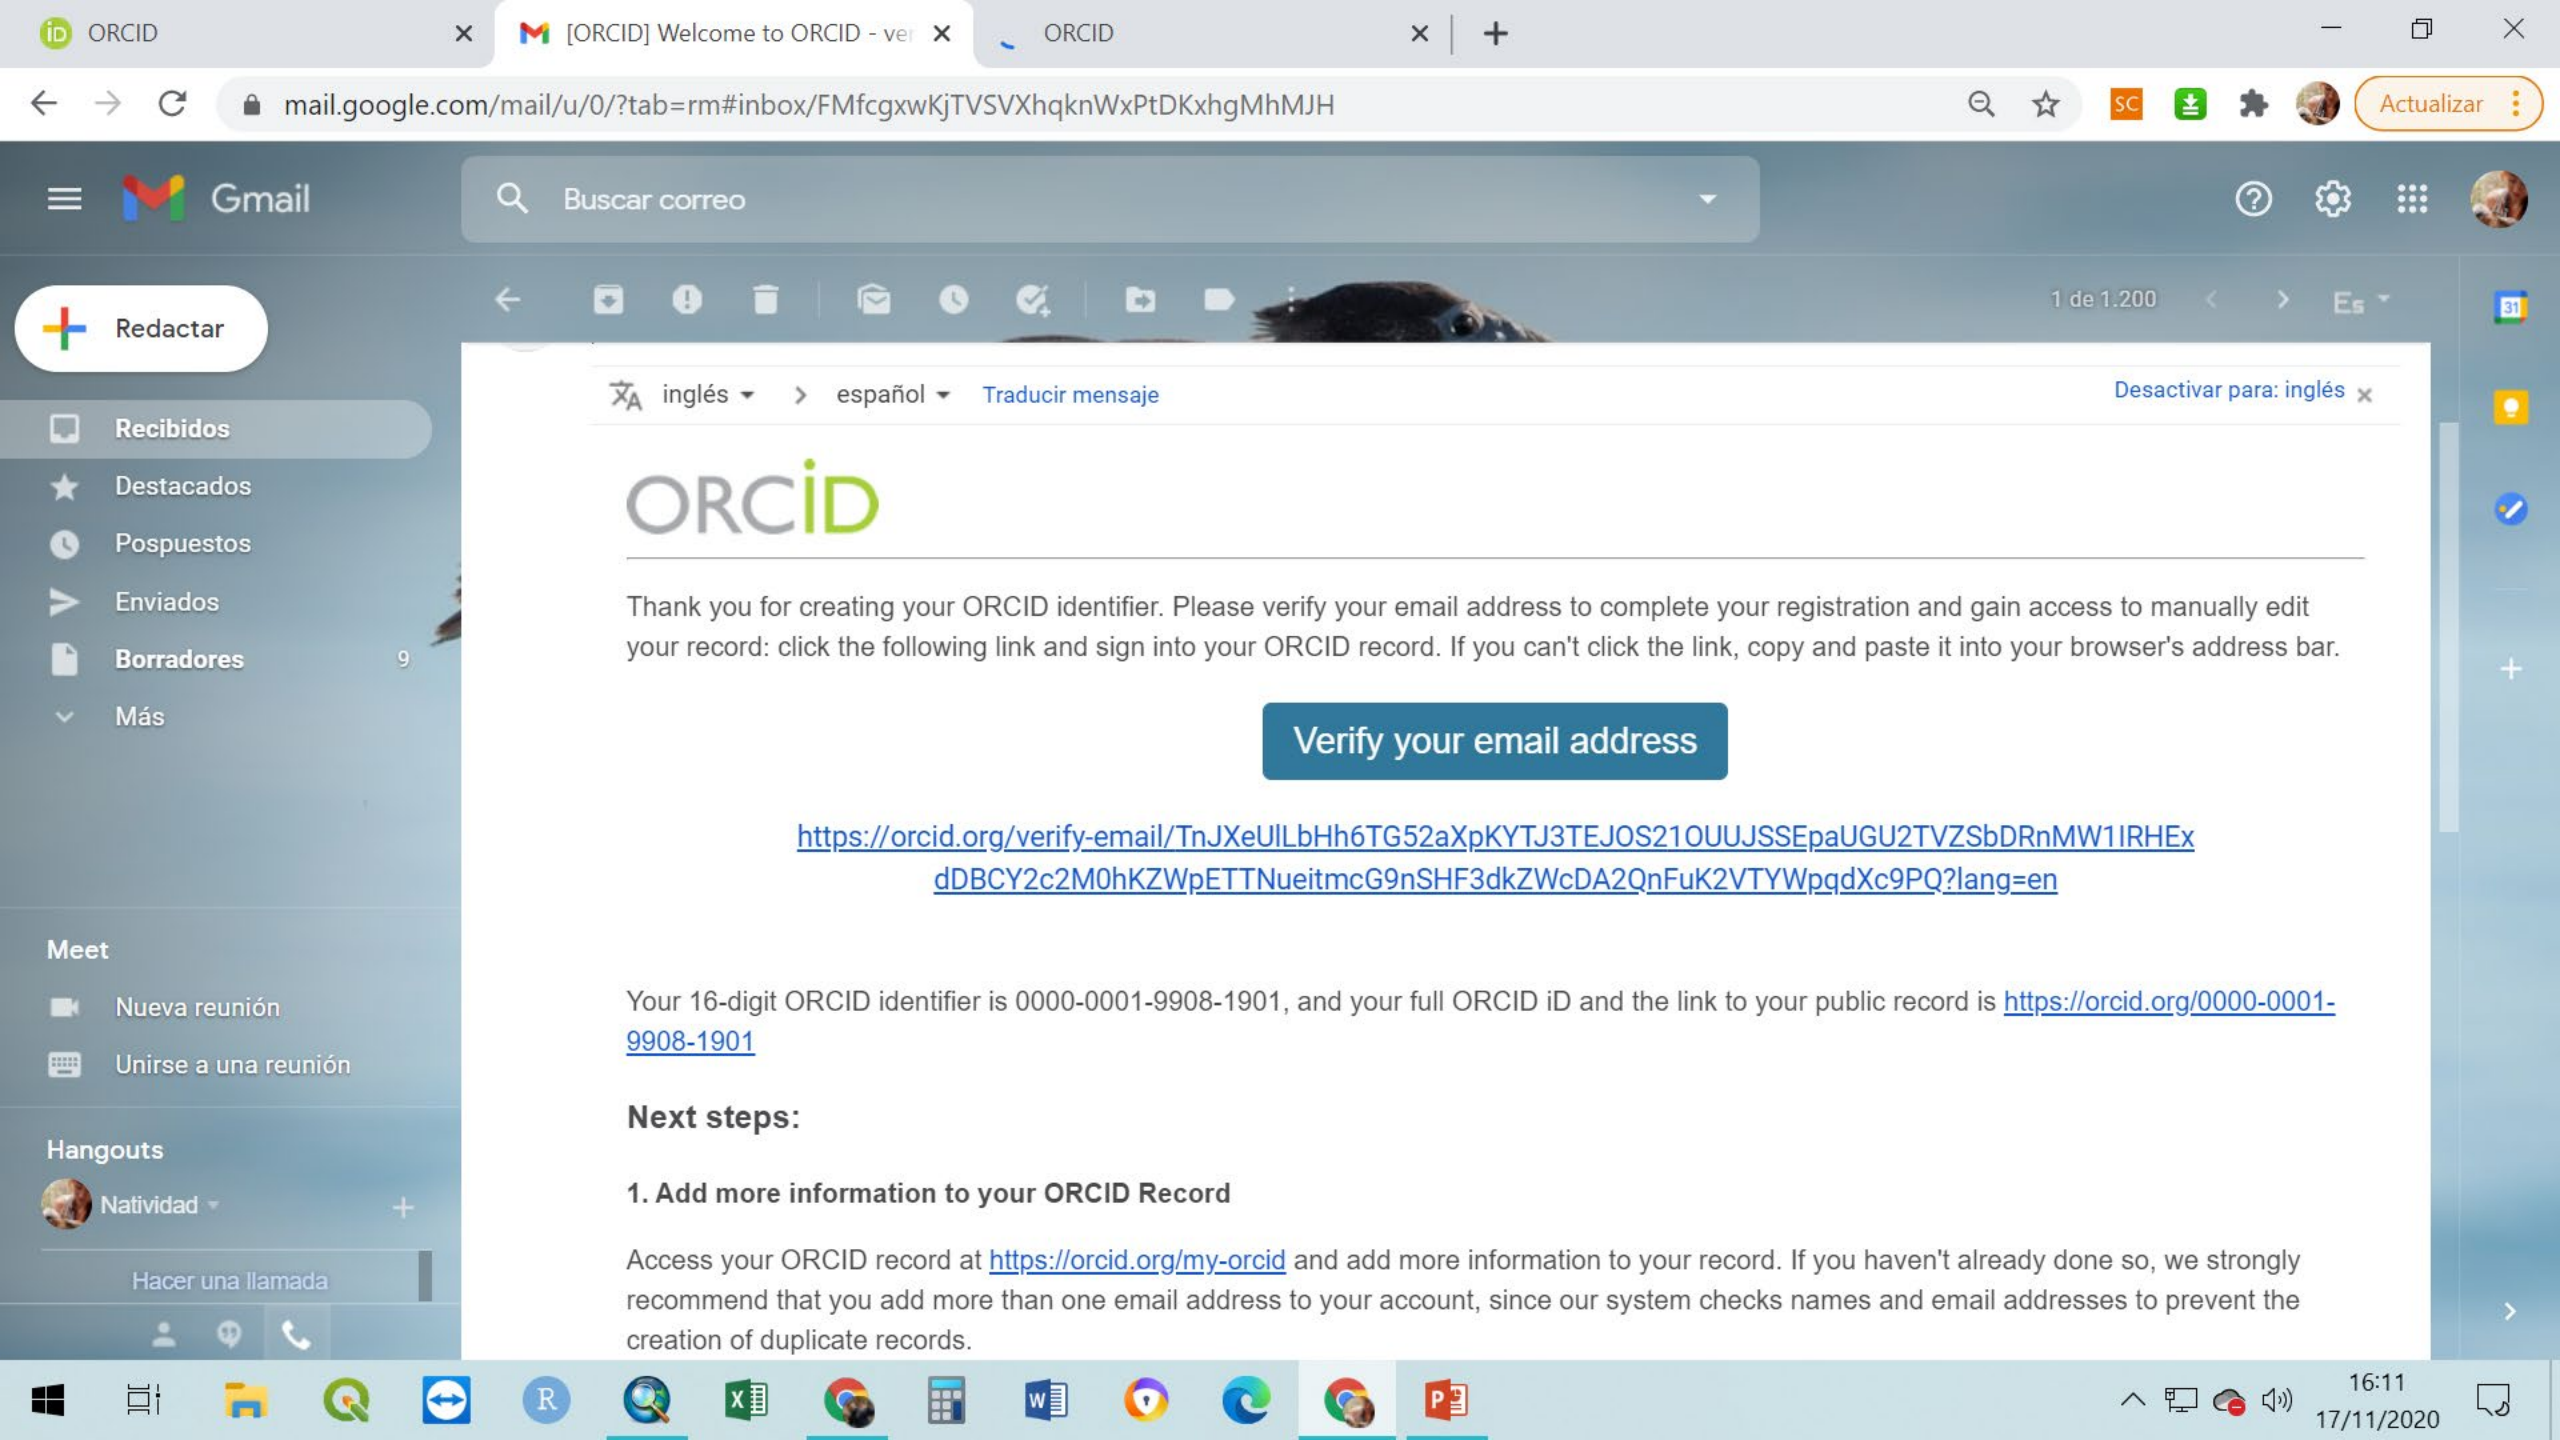 ORCID
[ORCID] Welcome to ORCID - ver
ORCID
mail.google.com/mail/u/0/?tab=rm#inbox/FMfcgxwKjTVSVXhqknWxPtDKxhgMhMJH
SC
Actualizar
Gmail
Buscar correo
Redactar
1 de 1.200
Es
31
inglés
español
Traducir mensaje
Desactivar para: inglés
Recibidos
Destacados
Pospuestos
Enviados
Borradores
9
Más
ORCID
Thank you for creating your ORCID identifier. Please verify your email address to complete your registration and gain access to manually edit
your record: click the following link and sign into your ORCID record. If you can't click the link, copy and paste it into your browser's address bar.
Verify your email address
https://orcid.org/verify-email/TnJXeUlLbHh6TG52aXpKYTJ3TEJOS21OUUJSSEpaUGU2TVZSbDRnMW1IRHEx
dDBCY2c2M0hKZWpETTNueitmcG9nSHF3dkZWcDA2QnFuK2VTYWpqdXc9PQ?lang=en
Your 16-digit ORCID identifier is 0000-0001-9908-1901, and your full ORCID iD and the link to your public record is https://orcid.org/0000-0001-
9908-1901
Next steps:
1. Add more information to your ORCID Record
Access your ORCID record at https://orcid.org/my-orcid and add more information to your record. If you haven't already done so, we strongly
recommend that you add more than one email address to your account, since our system checks names and email addresses to prevent the
creation of duplicate records.
Meet
Nueva reunión
Unirse a una reunión
Hangouts
Natividad
Hacer una llamada
16:11
17/11/2020